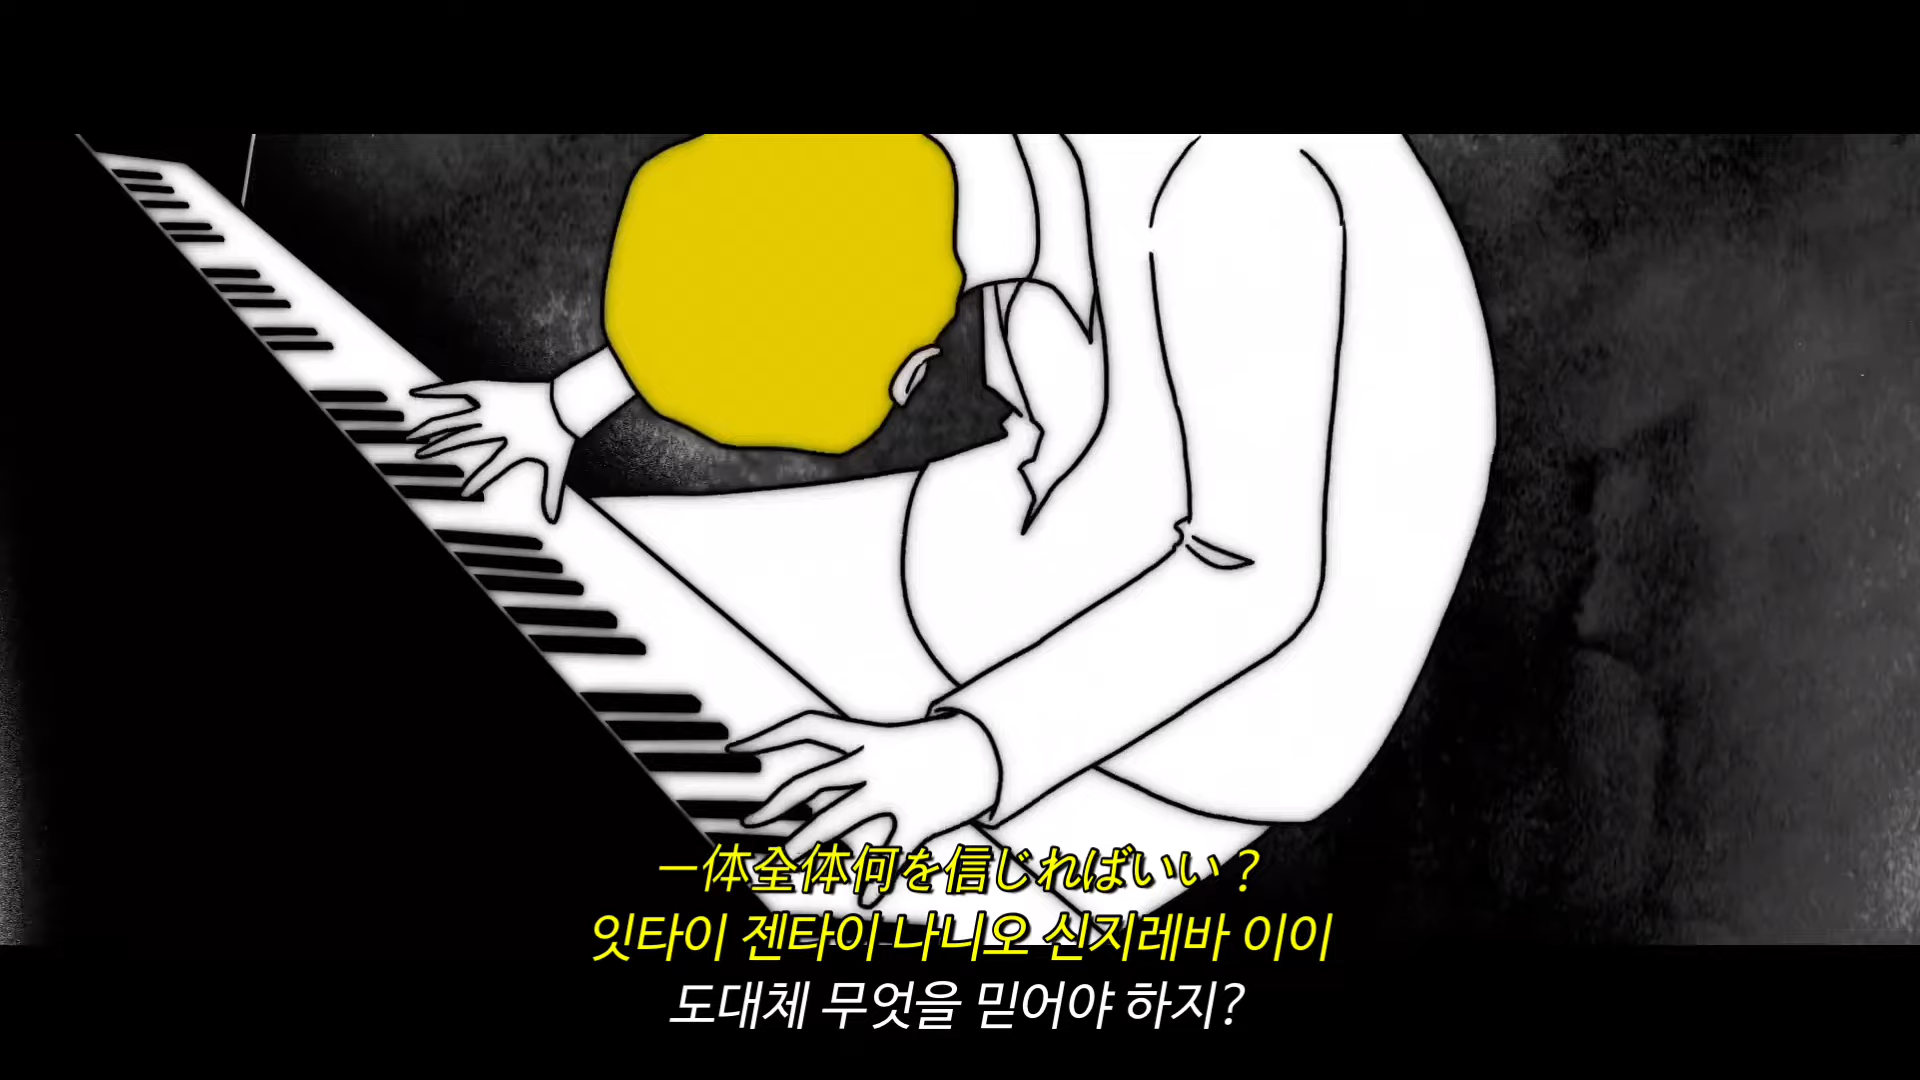 一体全体何を信じればいい？
잇타이 젠타이 나니오 신지레바 이이
도대체 무엇을 믿어야 하지?